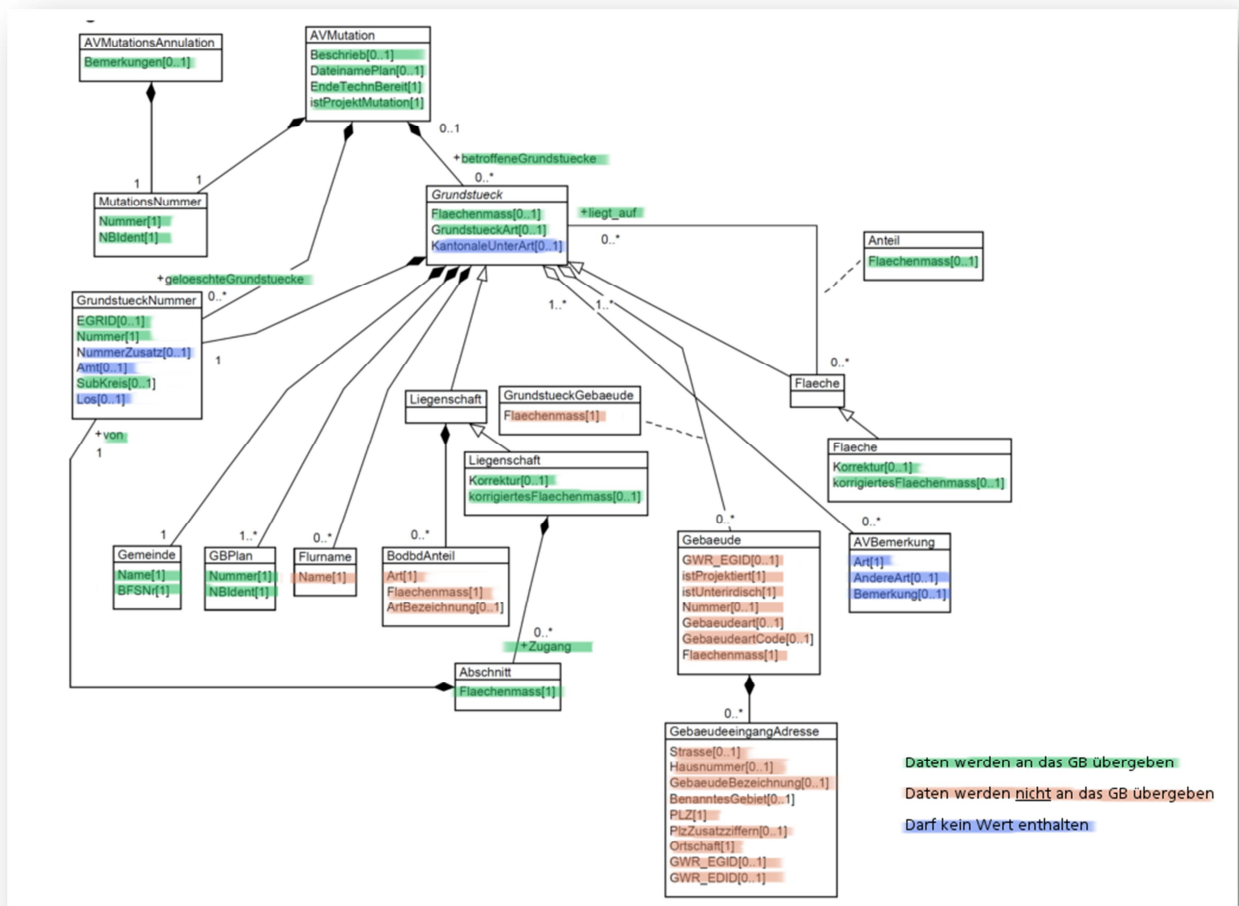 AVMutationsAnnulation
Bemerkungen[0..1]
AVMutation
Beschrieb[0..1]
DateinamePlan[0..1]
EndeTechnBereit[1]
istProjektMutation[1]
0..1
+betroffeneGrundstuecke
0..*
1
1
MutationsNummer
Nummer[1]
NBIdent[1]
Grundstueck
Flaechenmass[0..1]
GrundstueckArt[0..1]
KantonaleUnterArt[0..1]
+liegt_auf
0..*
Anteil
Flaechenmass[0..1]
+geloeschteGrundstuecke
0..*
GrundstueckNummer
EGRID[0..1]
Nummer[1]
NummerZusatz[0..1]
Amt[0..1]
SubKreis[0..1]
Los[0..1]
1
1..*
1..*
0..*
Flaeche
Liegenschaft
GrundstueckGebaeude
Flaechenmass[1]
+von
1
Liegenschaft
Korrektur[0..1]
korrigiertesFlaechenmass[0..1]
Flaeche
Korrektur[0..1]
korrigiertesFlaechenmass[0..1]
1
1..*
0..*
0..*
0..*
0..*
Gemeinde
Name[1]
BFSNr[1]
GBPlan
Nummer[1]
NBIdent[1]
Flurname
Name[1]
BodbdAnteil
Art[1]
Flaechenmass[1]
ArtBezeichnung[0..1]
Gebaeude
GWR_EGID[0..1]
istProjektiert[1]
istUnterirdisch[1]
Nummer[0..1]
Gebaeudeart[0..1]
GebaeudeartCode[0..1]
Flaechenmass[1]
AVBemerkung
Art[1]
AndereArt[0..1]
Bemerkung[0..1]
0..*
+Zugang
Abschnitt
Flaechenmass[1]
0..*
GebaeudeeingangAdresse
Strasse[0..1]
Hausnummer[0..1]
GebaeudeBezeichnung[0..1]
BenanntesGebiet[0..1]
PLZ[1]
PlzZusatzziffern[0..1]
Ortschaft[1]
GWR_EGID[0..1]
GWR_EDID[0..1]
Daten werden an das GB übergeben
Daten werden nicht an das GB übergeben
Darf kein Wert enthalten